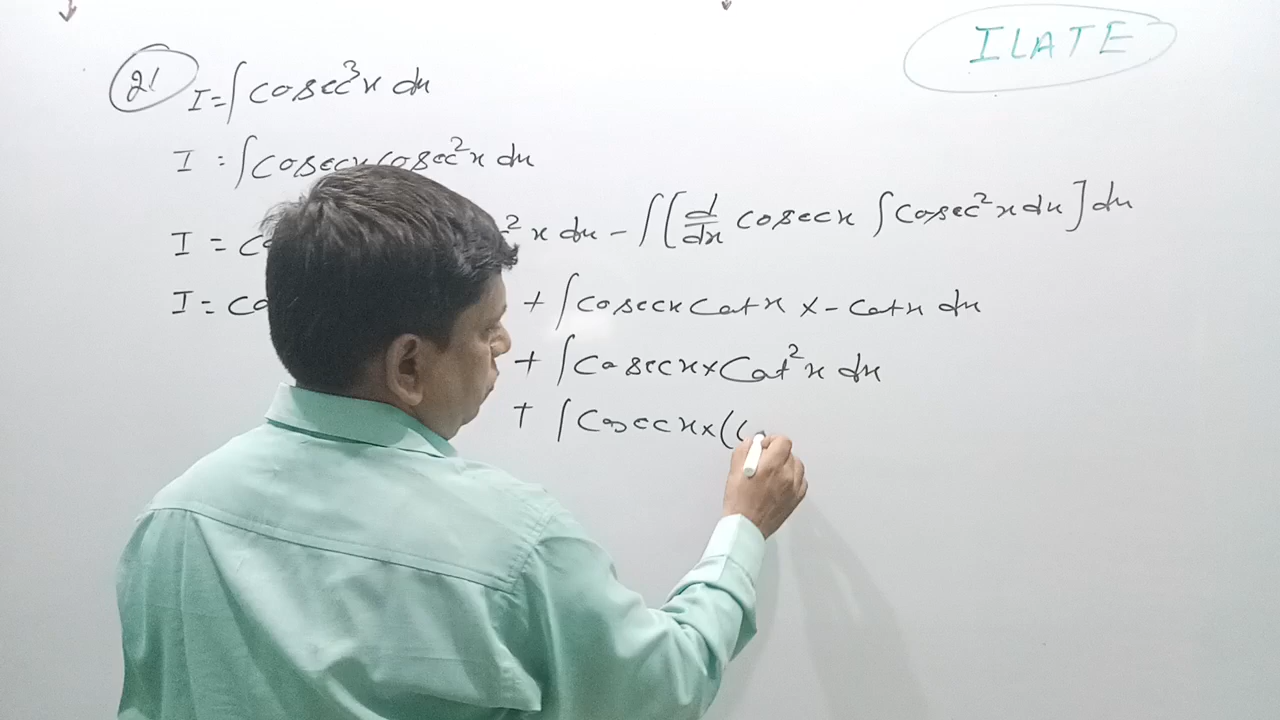 ILATE
21 I = ∫ cosec³x dx
I = ∫ cosecx cosec²x dx
I = co ² x dx - ∫ [ d/dx cosecx ∫ cosec²x dx ] dx
I = co + ∫ cosecx cotx x - cotx dx
+ ∫ cosecx x cot²x dx
+ ∫ cosecx x ( c